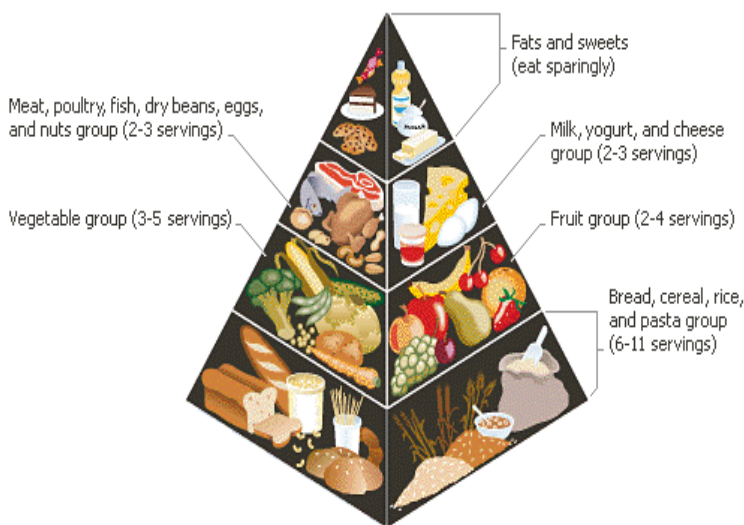 Fats and sweets
(eat sparingly)
Meat, poultry, fish, dry beans, eggs,
and nuts group (2-3 servings)
Milk, yogurt, and cheese
group (2-3 servings)
Vegetable group (3-5 servings)
Fruit group (2-4 servings)
Bread, cereal, rice,
and pasta group
(6-11 servings)